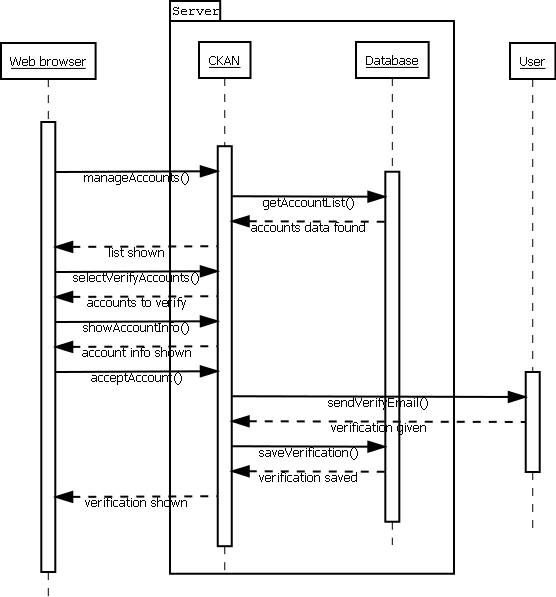 Server
Web browser
CKAN
Database
User
manageAccounts()
getAccountList()
accounts data found
list shown
selectVerifyAccounts()
accounts to verify
showAccountInfo()
account info shown
acceptAccount()
sendVerifyEmail()
verification given
saveVerification()
verification saved
verification shown